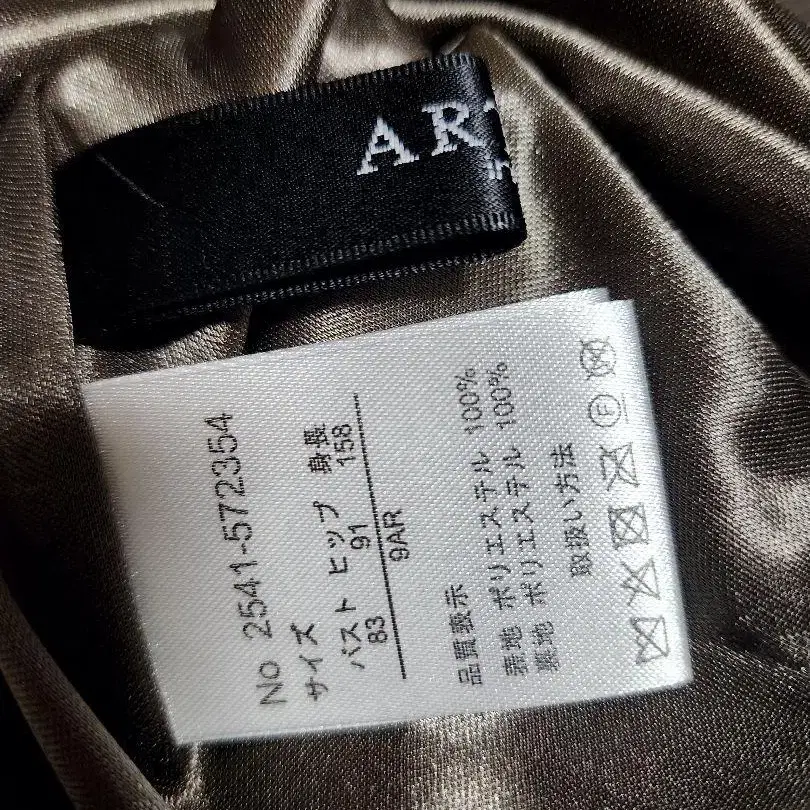 AR
No 2541-572354
サイズ
バスト ヒップ 身長
83 91 158
9AR
品質表示
表地 ポリエステル 100%
裏地 ポリエステル 100%
取扱い方法
F